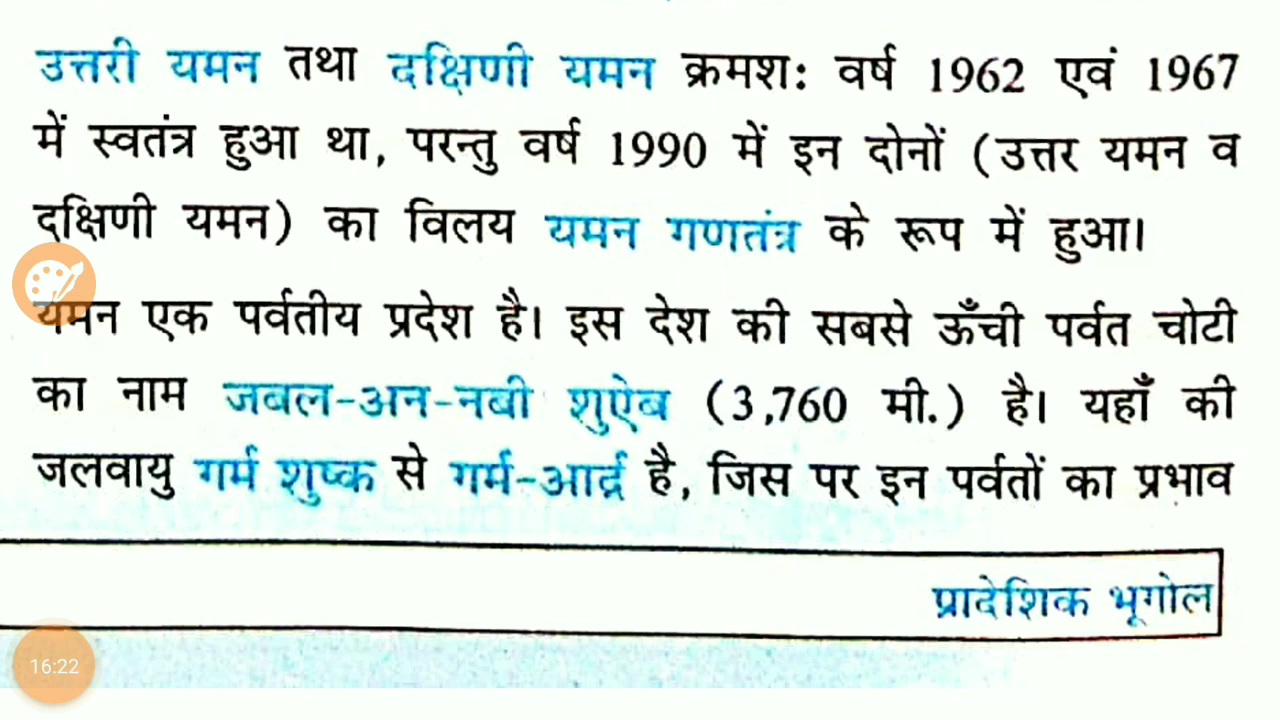 उत्तरी यमन तथा दक्षिणी यमन क्रमश: वर्ष 1962 एवं 1967
में स्वतंत्र हुआ था, परन्तु वर्ष 1990 में इन दोनों (उत्तर यमन व
दक्षिणी यमन) का विलय यमन गणतंत्र के रूप में हुआ।
यमन एक पर्वतीय प्रदेश है। इस देश की सबसे ऊँची पर्वत चोटी
का नाम जबल-अन-नबी शुऐब (3,760 मी.) है। यहाँ की
जलवायु गर्म शुष्क से गर्म-आर्द्र है, जिस पर इन पर्वतों का प्रभाव
प्रादेशिक भूगोल
16:22